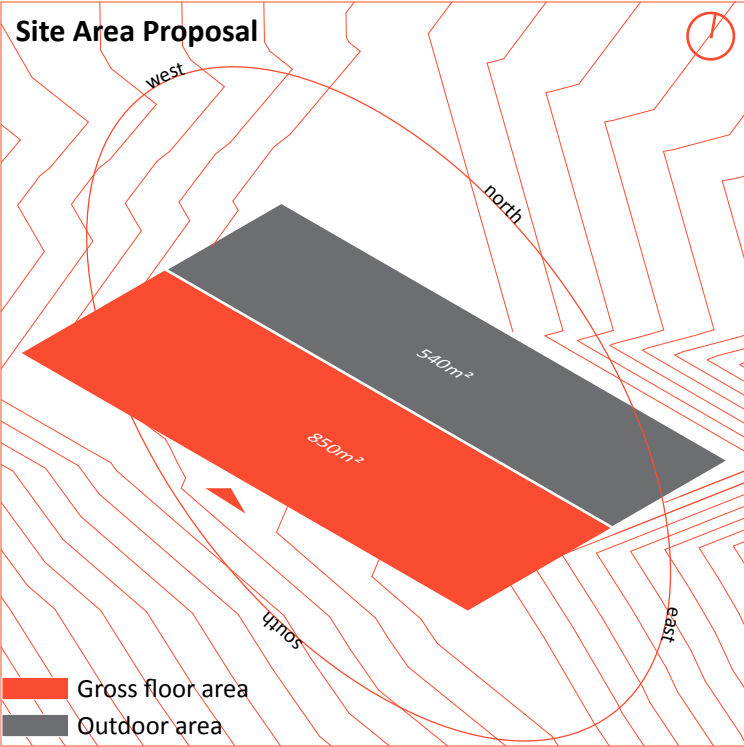 Site Area Proposal
west
north
540m²
850m²
south
east
Gross floor area
Outdoor area